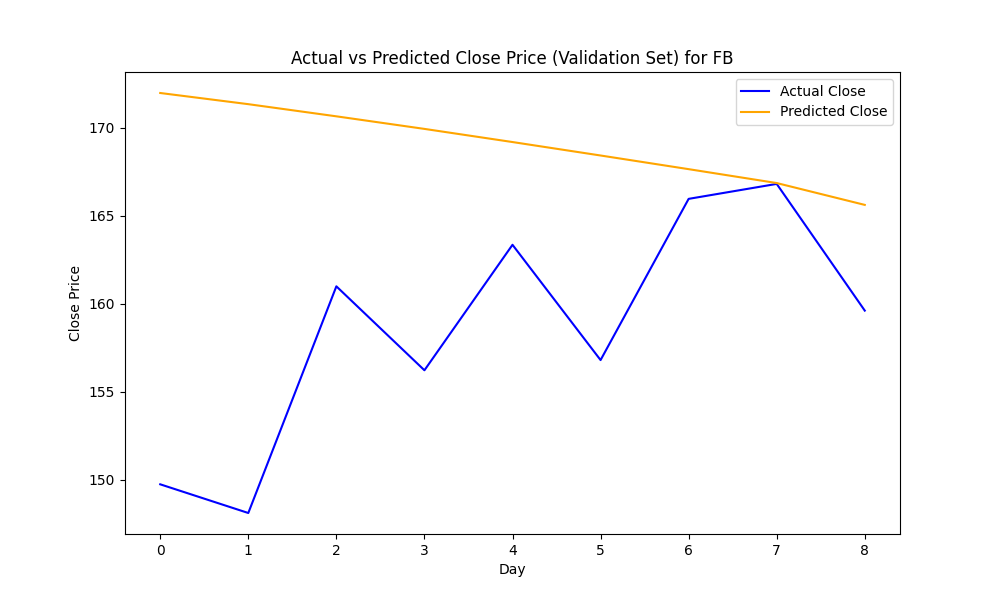 Actual vs Predicted Close Price (Validation Set) for FB
Actual Close
Predicted Close
170
165
160
155
150
Close Price
0 1 2 3 4 5 6 7 8
Day